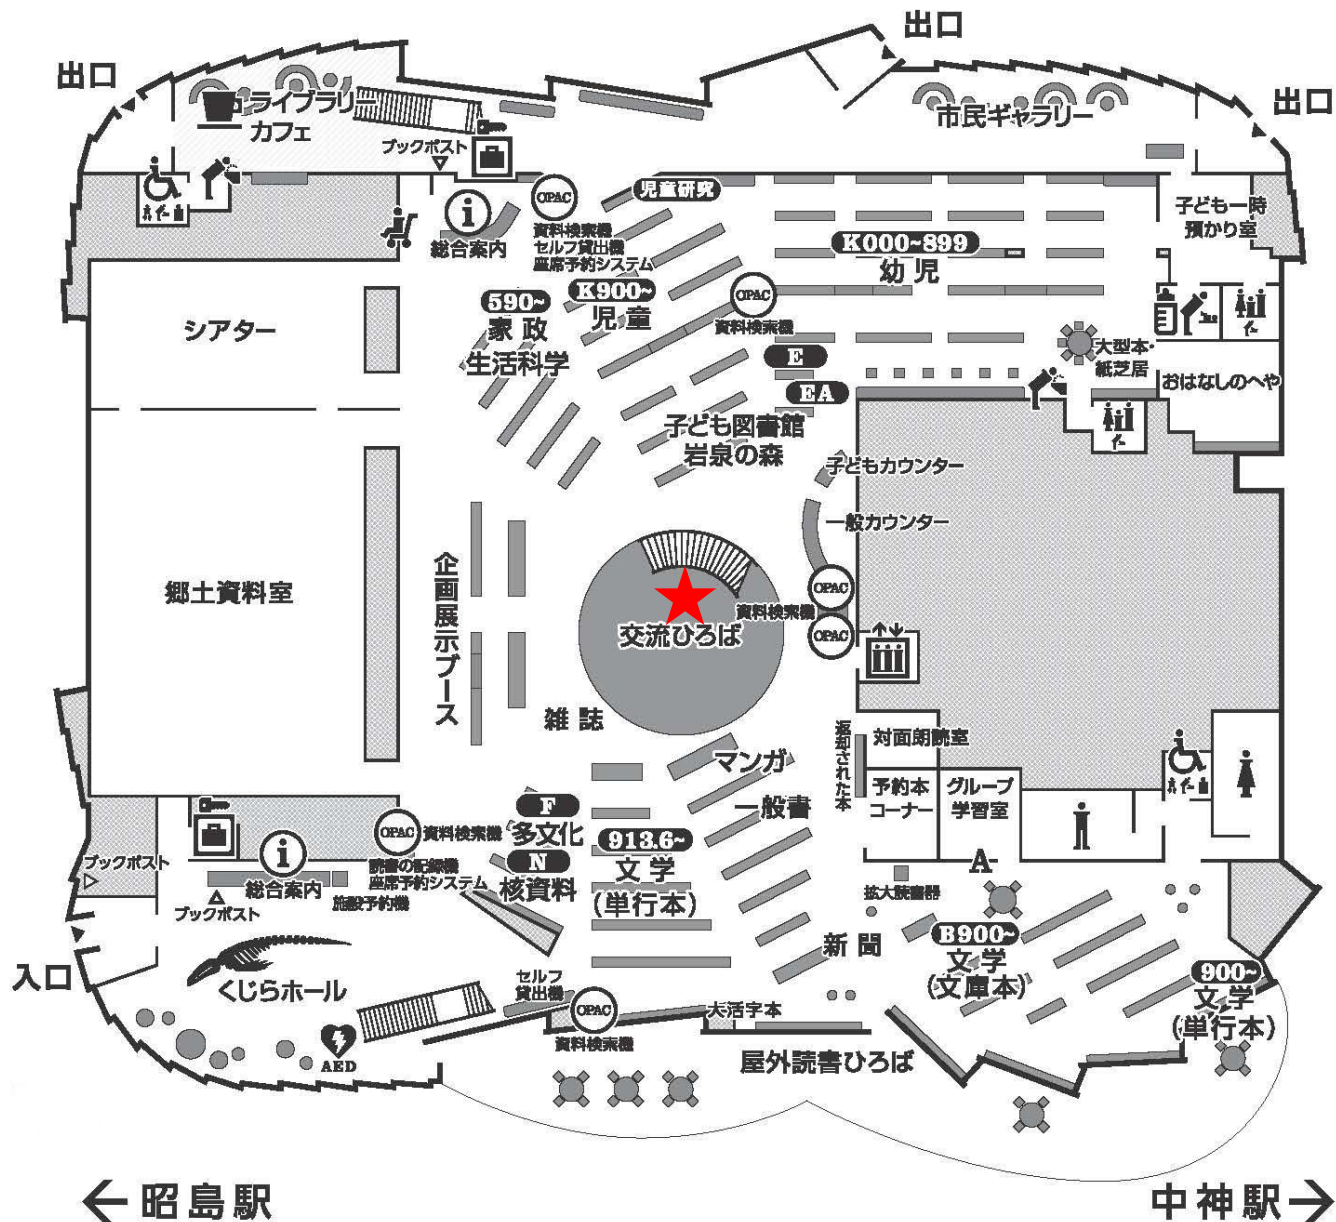 出口
出口
出口
ライブラリー
カフェ
市民ギャラリー
ブックポスト
OPAC
児童研究
資料検索機
セルフ貸出機
座席予約システム
i
総合案内
子ども一時
預かり室
K000~899
幼児
590~
家政
生活科学
K900~
児童
OPAC
資料検索機
シアター
E
EA
大型本・
紙芝居
おはなしのへや
子ども図書館
岩泉の森
子どもカウンター
一般カウンター
企画展示ブース
郷土資料室
OPAC
資料検索機
OPAC
交流ひろば
雑誌
マンガ
一般書
返却された本
対面朗読室
予約本
コーナー
グループ
学習室
A
拡大読書器
F
多文化
N
核資料
913.6~
文学
(単行本)
OPAC
資料検索機
読書の記録機
座席予約システム
i
総合案内
施設予約機
ブックポスト
ブックポスト
入口
くじらホール
AED
セルフ
貸出機
OPAC
資料検索機
大活字本
新聞
B900~
文学
(文庫本)
900~
文学
(単行本)
屋外読書ひろば
← 昭島駅
中神駅 →